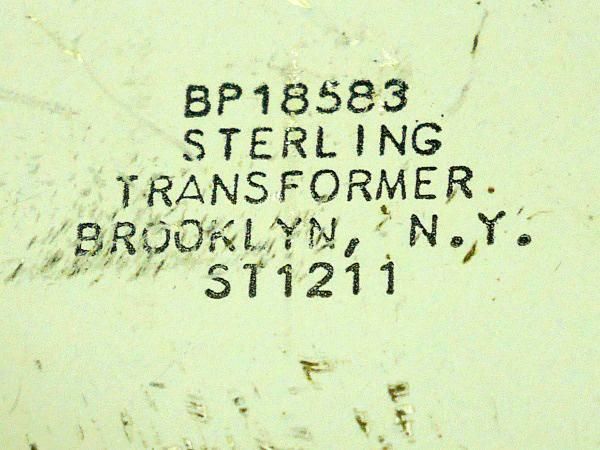 BP18583
STERLING
TRANSFORMER
BROOKLYN, N.Y.
ST1211